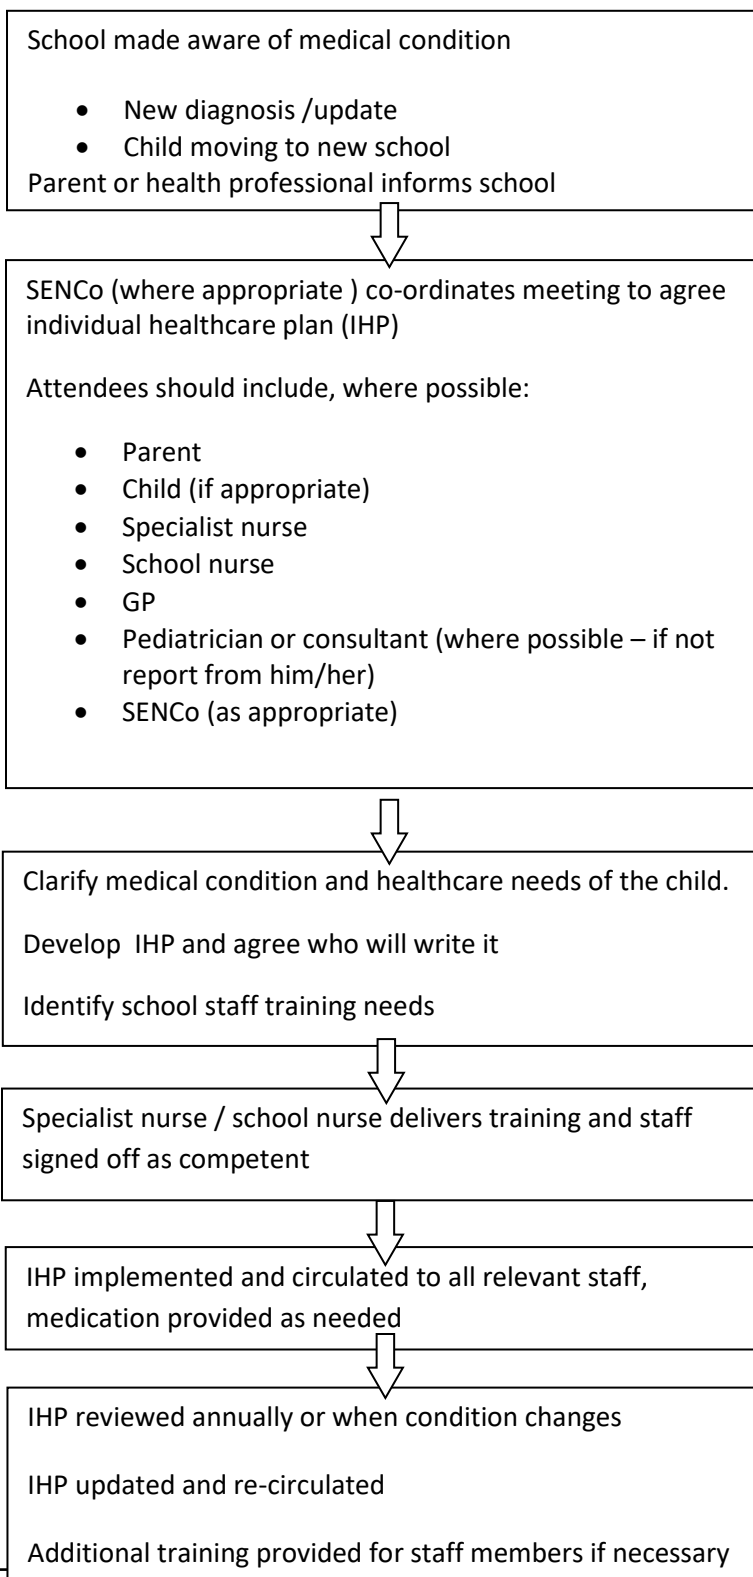 School made aware of medical condition
• New diagnosis /update
• Child moving to new school
Parent or health professional informs school
SENCo (where appropriate ) co-ordinates meeting to agree
individual healthcare plan (IHP)
Attendees should include, where possible:
• Parent
• Child (if appropriate)
• Specialist nurse
• School nurse
• GP
• Pediatrician or consultant (where possible – if not
report from him/her)
• SENCo (as appropriate)
Clarify medical condition and healthcare needs of the child.
Develop  IHP and agree who will write it
Identify school staff training needs
Specialist nurse / school nurse delivers training and staff
signed off as competent
IHP implemented and circulated to all relevant staff,
medication provided as needed
IHP reviewed annually or when condition changes
IHP updated and re-circulated
Additional training provided for staff members if necessary